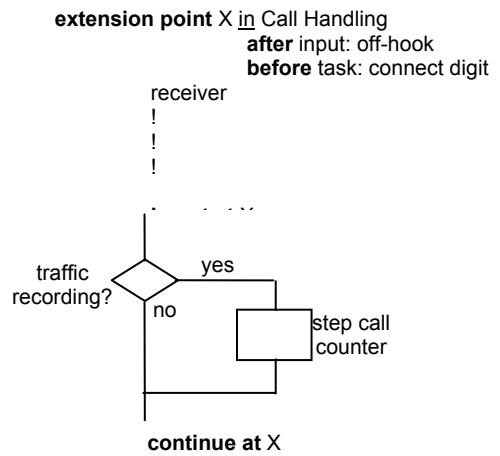 extension point X in Call Handling
after input: off-hook
before task: connect digit
receiver
!
!
!
traffic
recording?
yes
no
step call
counter
continue at X